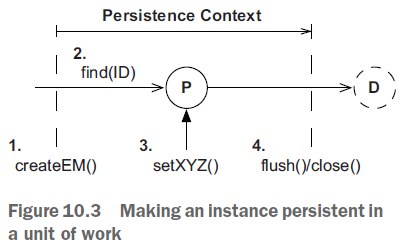 Persistence Context
2.
find(ID)
P
D
1.
createEM()
3.
setXYZ()
4.
flush()/close()
Figure 10.3 Making an instance persistent in
a unit of work